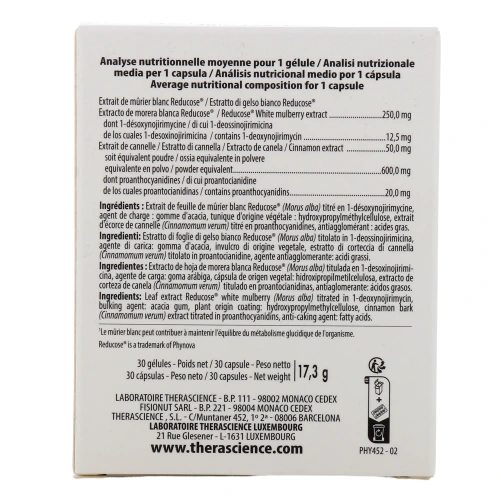 Analyse nutritionnelle moyenne pour 1 gélule / Analisi nutrizionale
media per 1 capsula / Análisis nutricional medio por 1 cápsula
Average nutritional composition for 1 capsule
Extrait de mûrier blanc Reducose® / Estratto di gelso bianco Reducose®
Extracto de morera blanca Reducose® / Reducose® White mulberry extract ..... 250,0 mg
dont 1-désoxynojirimycine / di cui 1-deossinojirimicina
de los cuales 1-desoxinojirimicina / contains 1-deoxynojirimycin ..... 12,5 mg
Extrait de cannelle / Estratto di cannella / Extracto de canela / Cinnamon extract ..... 50,0 mg
soit équivalent poudre / ossia equivalente in polvere
equivalente en polvo / powder equivalent ..... 600,0 mg
dont proanthocyanidines / di cui proantocianidine
de los cuales proantocianidinas / contains proanthocyanidins ..... 20,0 mg
Ingrédients : Extrait de feuille de mûrier blanc Reducose® (Morus alba) titré en 1-désoxynojirimycine,
agent de charge : gomme d'acacia, tunique d'origine végétale : hydroxypropylméthylcellulose, extrait
d'écorce de cannelle (Cinnamomum verum) titré en proanthocyanidines, antiagglomérant : acides gras.
Ingredienti: Estratto di foglie di gelso bianco Reducose® (Morus alba) titolato in 1-deossinojirimicina,
agente di carica: gomma d'acacia, involucro di origine vegetale, estratto di corteccia di cannella
(Cinnamomum verum) titolato in proantocianidine, agente antiagglomerante: acidi grassi.
Ingredientes : Extracto de hoja de morera blanca Reducose® (Morus alba) titulada en 1-desoxinojirimi-
cina, agente de carga: goma arábiga, cápsula de origen vegetal: hidroxipropilmetilcelulosa, extracto de
corteza de canela (Cinnamomum verum) titulado en proantocianidinas, antiaglomerante: ácidos grasos.
Ingredients: Leaf extract Reducose® white mulberry (Morus alba) titrated in 1-deoxynojirimycin,
bulking agent: acacia gum, plant origin coating: hydroxypropylmethylcellulose, cinnamon bark
(Cinnamomum verum) extract titrated in proanthocyanidins, anti-caking agent: fatty acids.
¹Le mûrier blanc peut contribuer à maintenir l'équilibre du métabolisme glucidique de l'organisme.
Reducose® is a trademark of Phynova
30 gélules - Poids net / 30 capsule - Peso netto
30 cápsulas - Peso neto / 30 capsules - Net weight
17,3 g
LABORATOIRE THERASCIENCE - B.P. 111 - 98002 MONACO CEDEX
FISIONUT SARL - B.P. 221 - 98004 MONACO CEDEX
THERASCIENCE , S.L. - C/Muntaner 452, 1º 2ª - 08006 BARCELONA
LABORATOIRE THERASCIENCE LUXEMBOURG
21 Rue Glesener - L-1631 LUXEMBOURG
www.therascience.com
PHY452 - 02